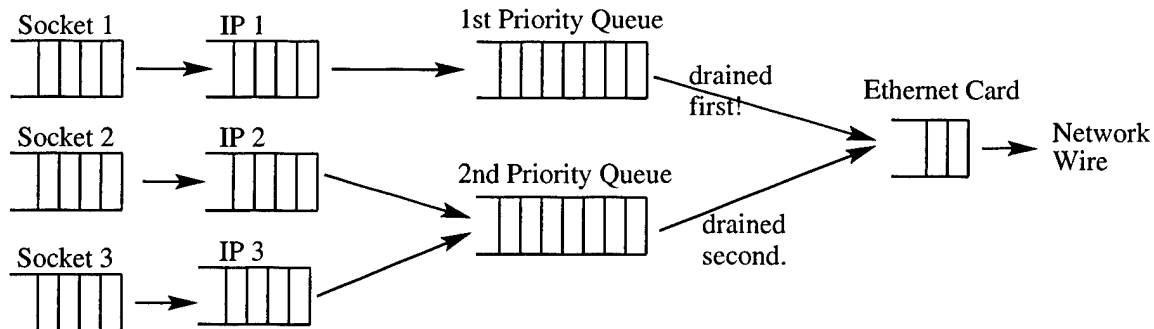 Socket 1
IP 1
1st Priority Queue
drained
first!
Ethernet Card
Network
Wire
Socket 2
IP 2
2nd Priority Queue
drained
second.
Socket 3
IP 3